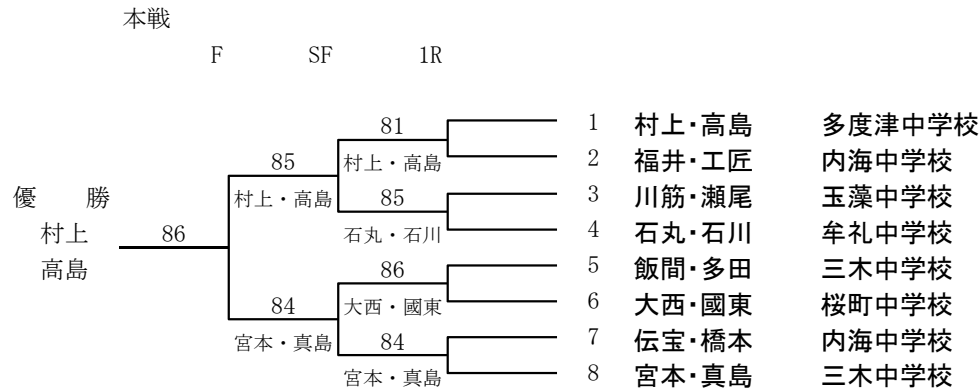 本戦
F SF 1R
81 1 村上・高島 多度津中学校
85 村上・高島 2 福井・工匠 内海中学校
優 勝 村上・高島 85 3 川筋・瀬尾 玉藻中学校
村上 86 石丸・石川 4 石丸・石川 牟礼中学校
高島 86 5 飯間・多田 三木中学校
84 大西・國東 6 大西・國東 桜町中学校
宮本・真島 84 7 伝宝・橋本 内海中学校
宮本・真島 8 宮本・真島 三木中学校